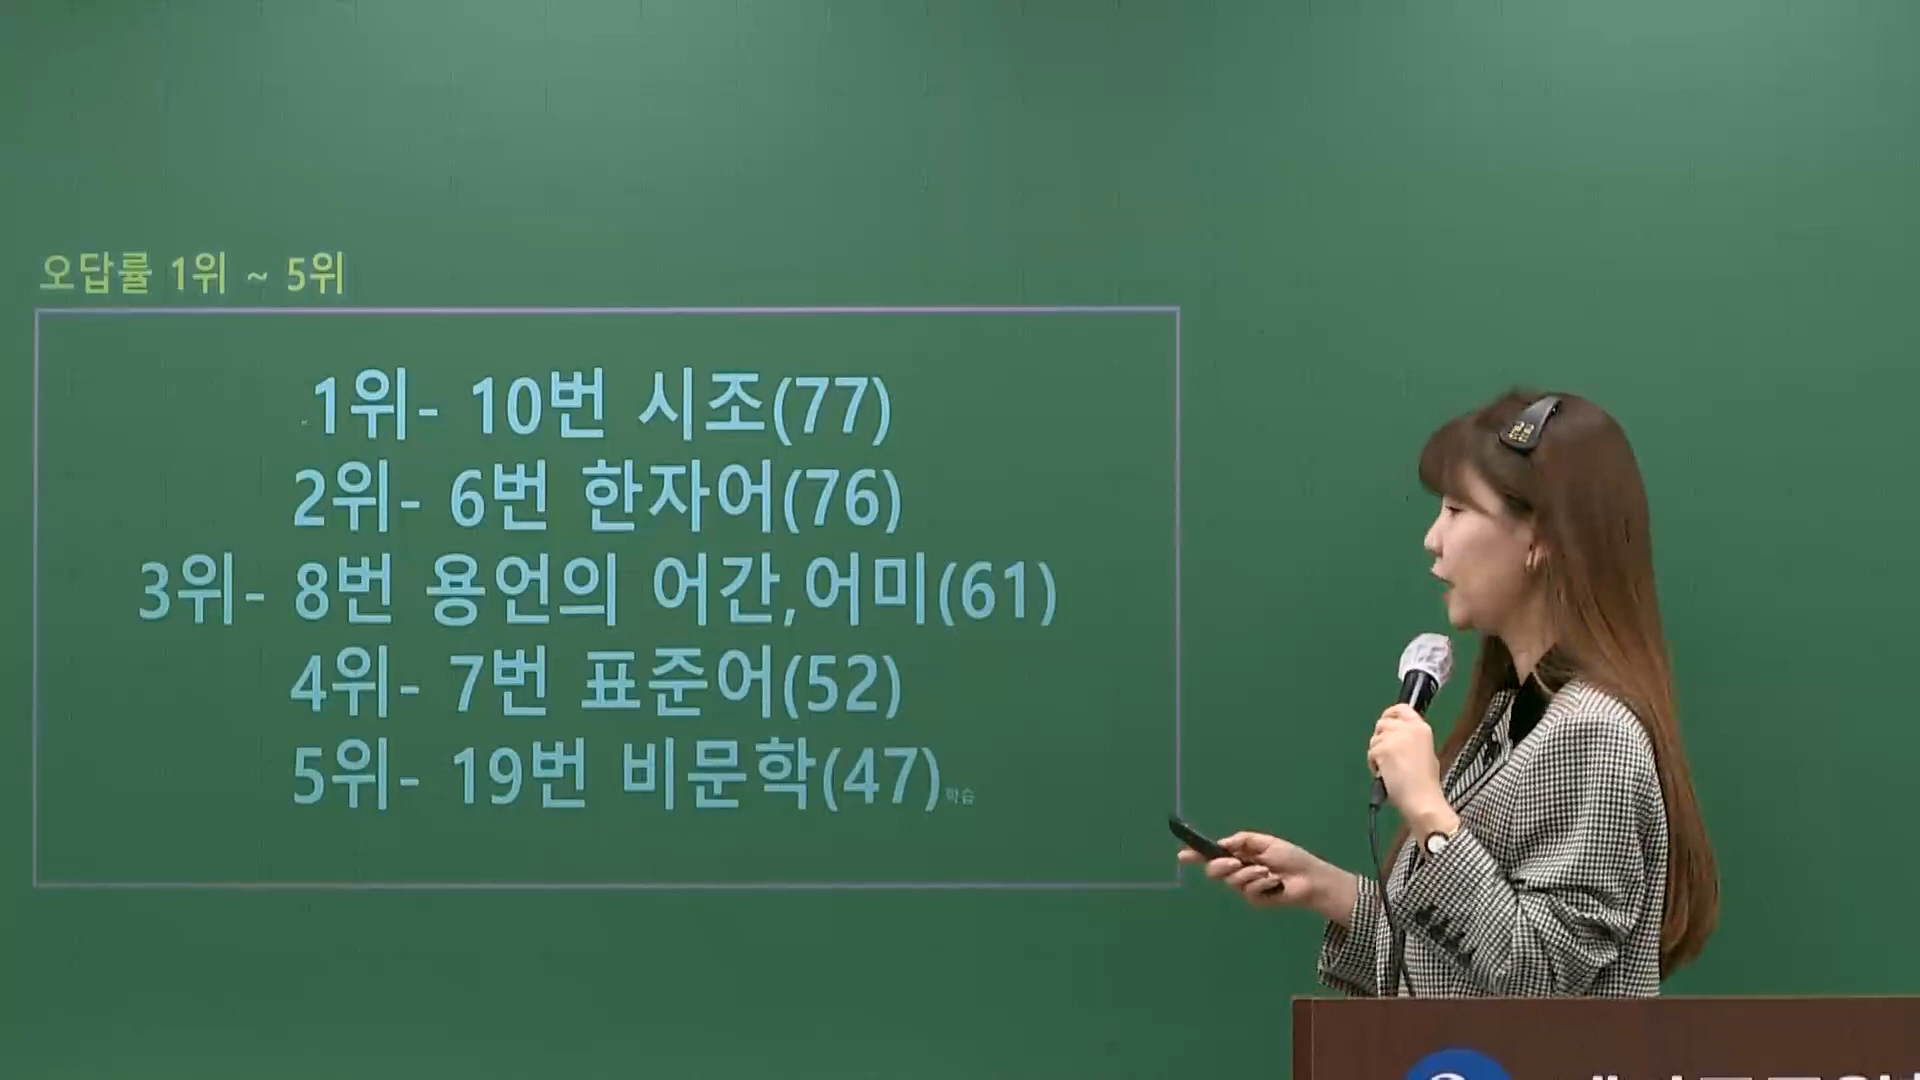 오답률 1위 ~ 5위
1위- 10번 시조(77)
2위- 6번 한자어(76)
3위- 8번 용언의 어간,어미(61)
4위- 7번 표준어(52)
5위- 19번 비문학(47)학습